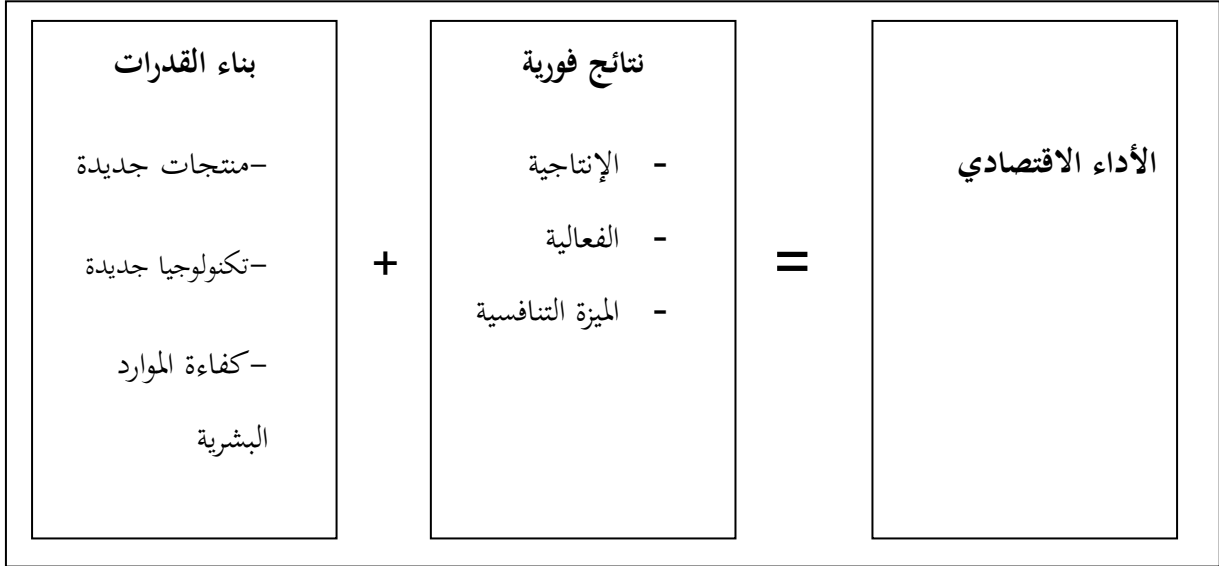 الأداء الاقتصادي
=
نتائج فورية
- الإنتاجية
- الفعالية
- الميزة التنافسية
+
بناء القدرات
-منتجات جديدة
-تكنولوجيا جديدة
-كفاءة الموارد
البشرية